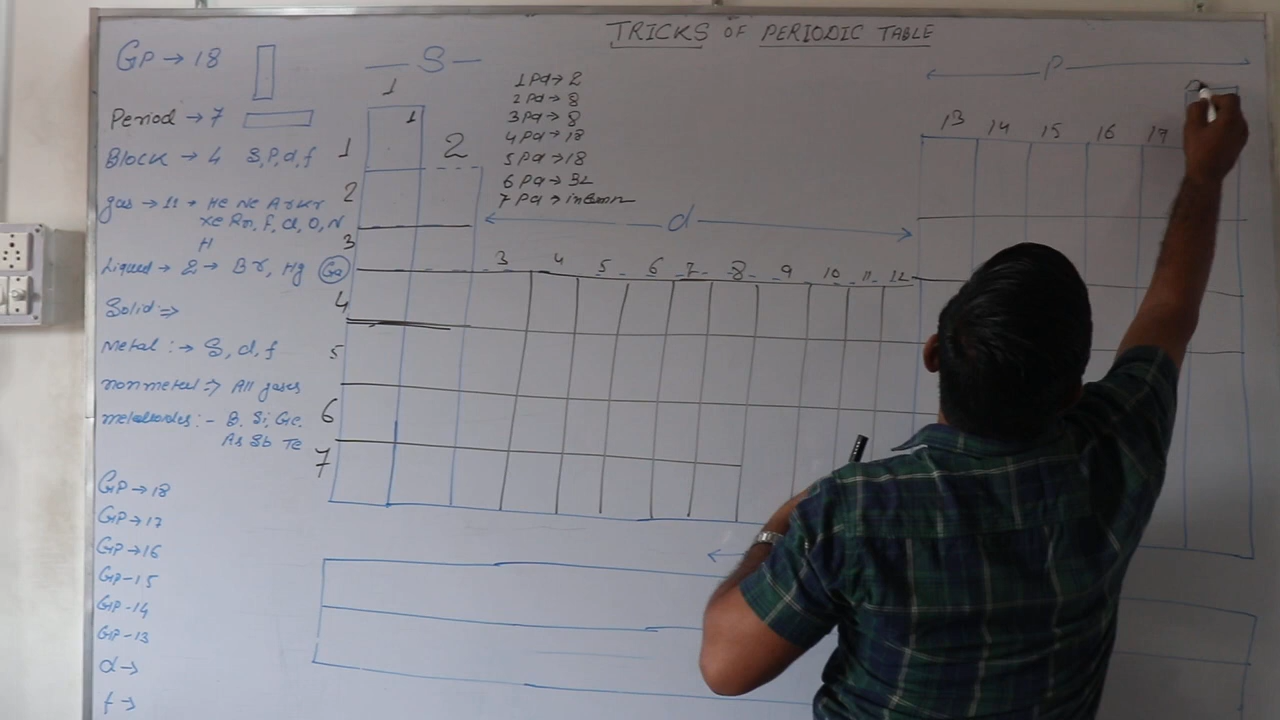 TRICKS OF PERIODIC TABLE
GP → 18
Period → 7
Block → 4 S, P, d, f
gas → 11 → He Ne Ar Kr
Xe Rn, F, Cl, O, N
H
Liqued → 2 → Br, Hg (Ga)
Solid ⇒
Metal :→ S, d, f
nonmetal ⇒ All gases
:- B. Si, Ge.
As Sb Te
GP → 18
GP → 17
GP → 16
GP - 15
GP - 14
GP - 13
d →
f →
S
1
1
2
1
2
3
4
5
6
7
1 Pd → 2
2 Pd → 8
3 Pd → 8
4 Pd → 18
5 Pd → 18
6 Pd → 32
7 Pd →
d
3 4 5 6 7 8 9 10 11 12
P
13 14 15 16 17